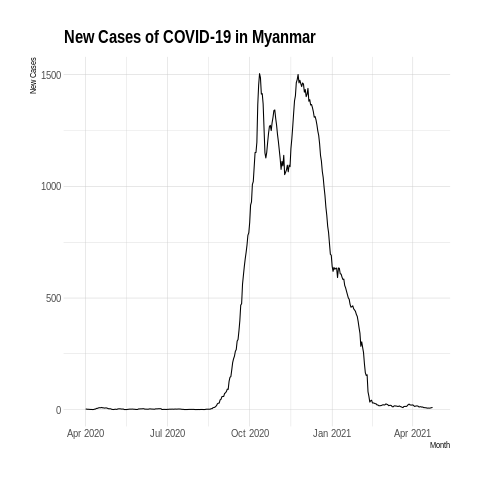 New Cases of COVID-19 in Myanmar
New Cases
1500
1000
500
0
Apr 2020 Jul 2020 Oct 2020 Jan 2021 Apr 2021
Month